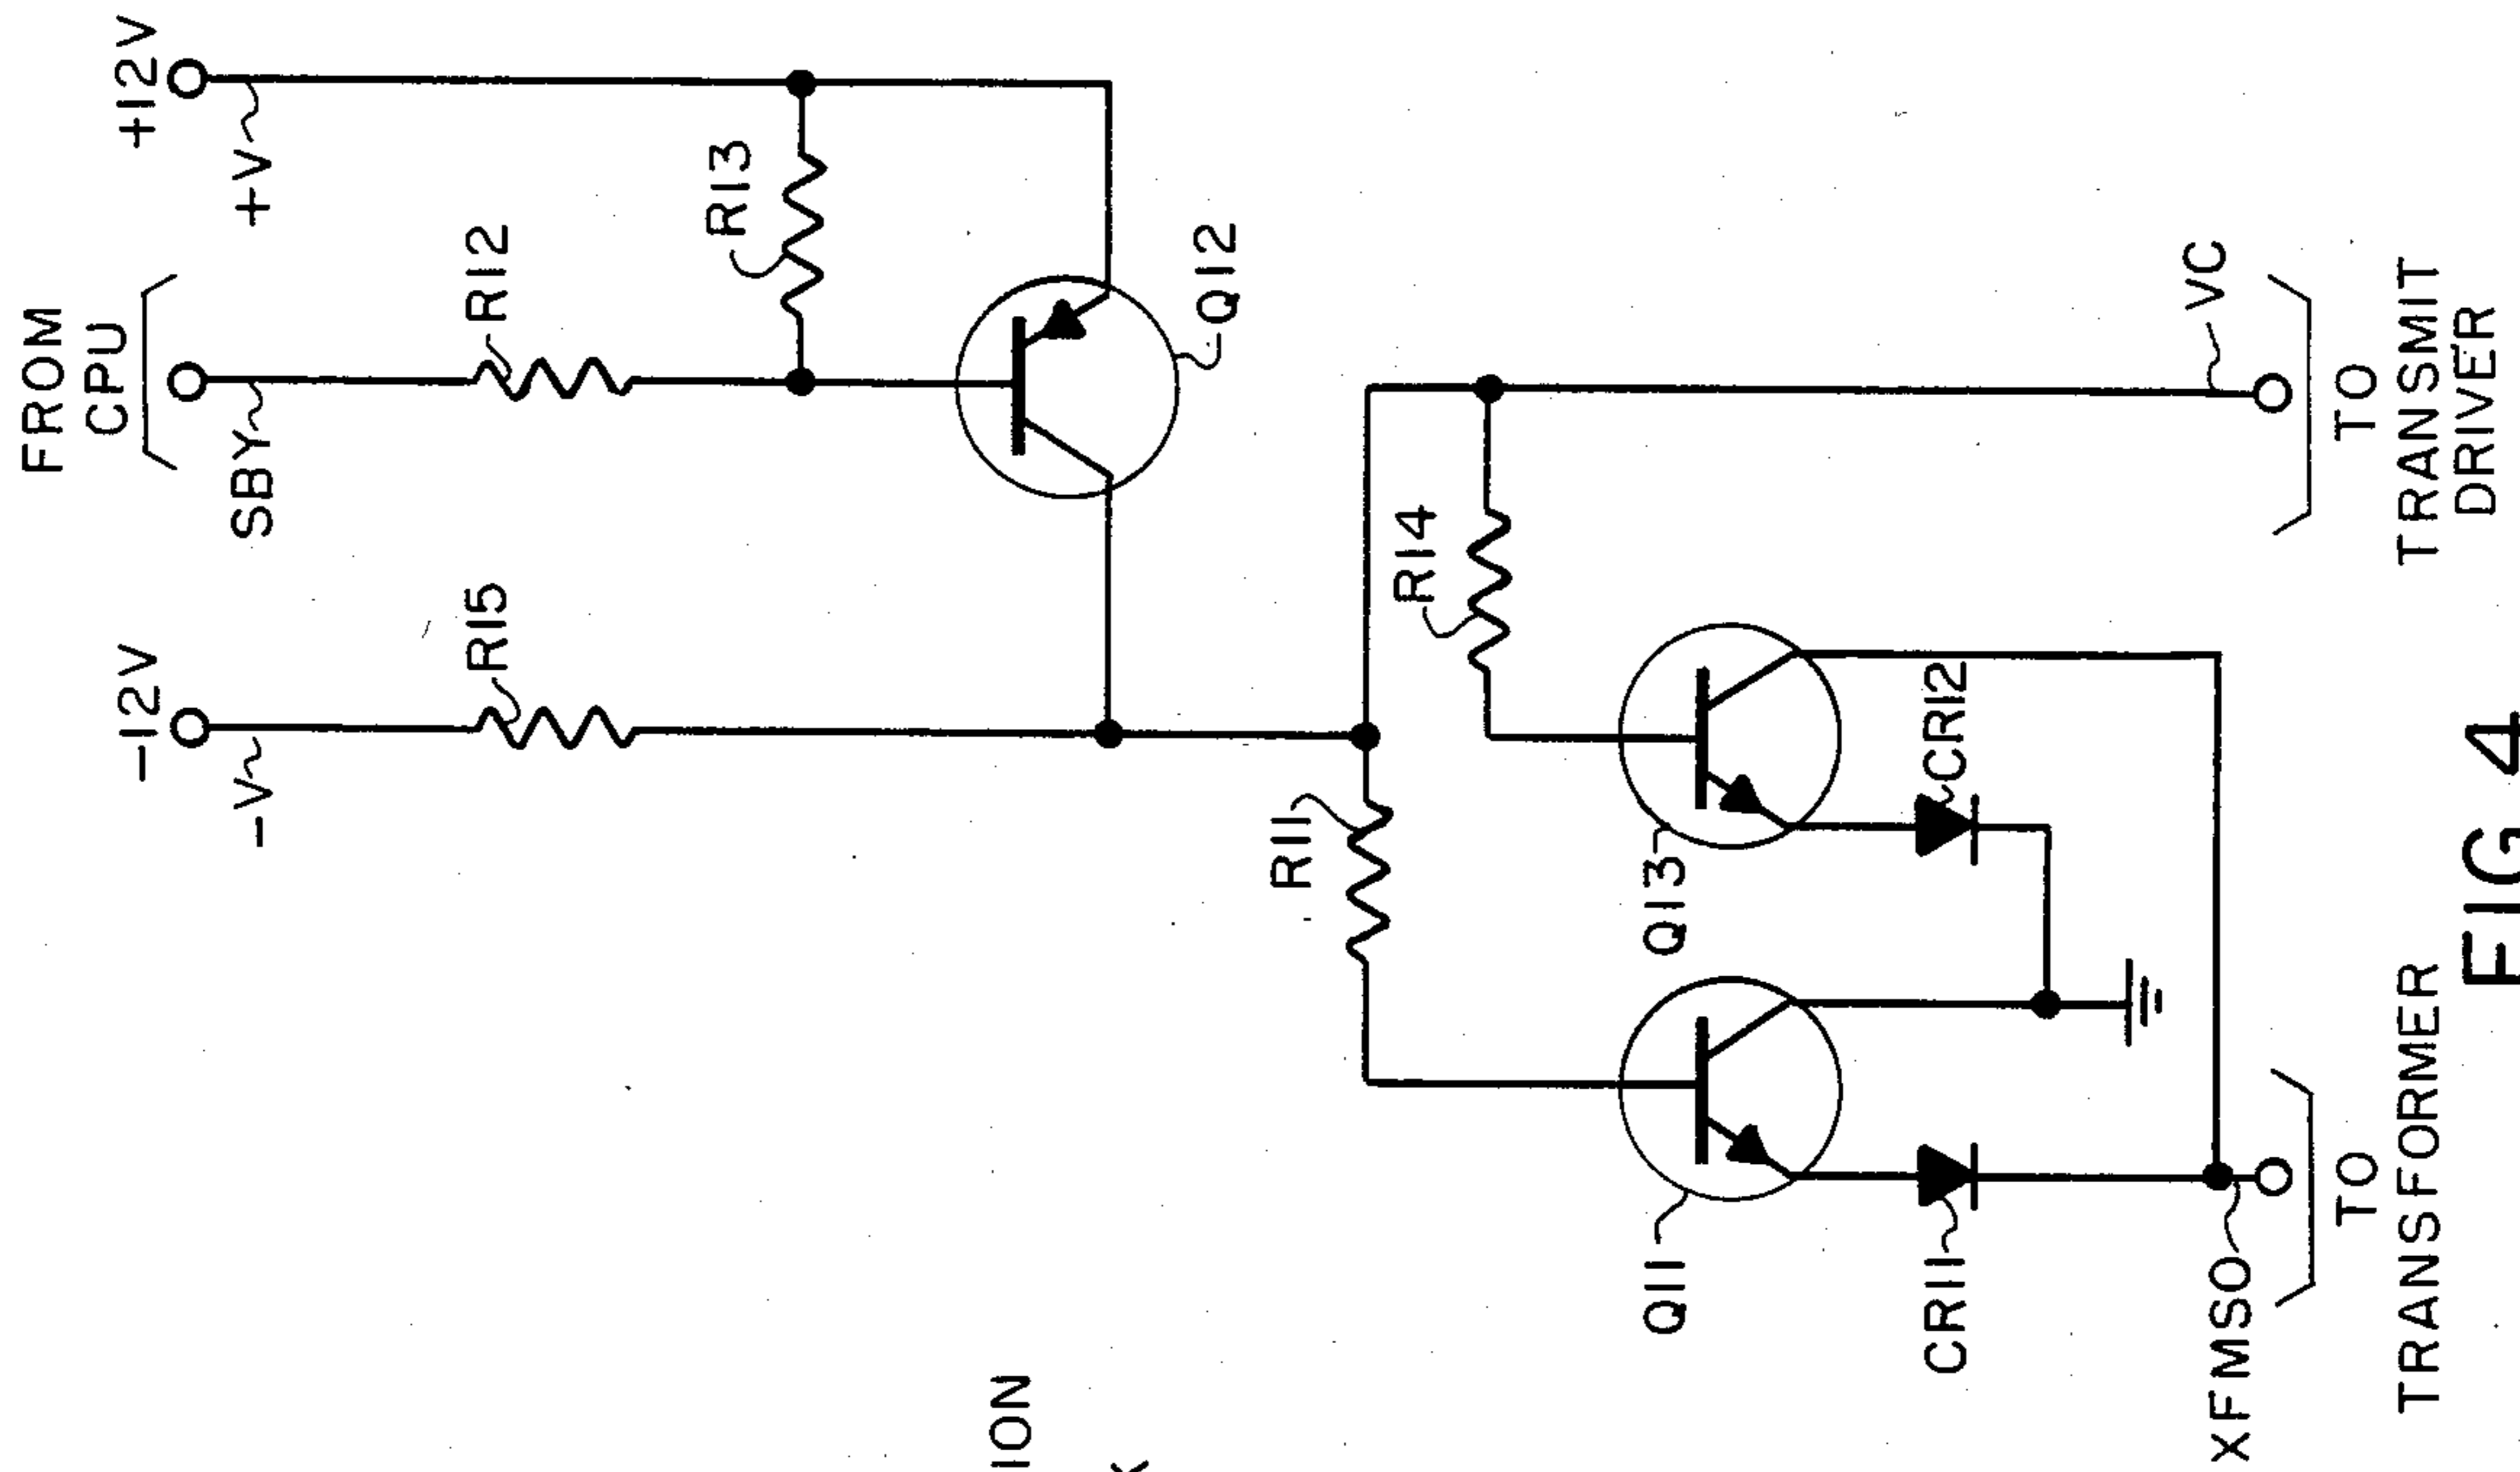 FROM
CPU
+12V
+V
SBY
-12V
-V
R12
R13
R15
Q12
R14
R11
Q13
CR12
Q11
CR11
VC
XFMSO
TO
TRANSMIT
DRIVER
TO
TRANSFORMER
FIG 4
ION